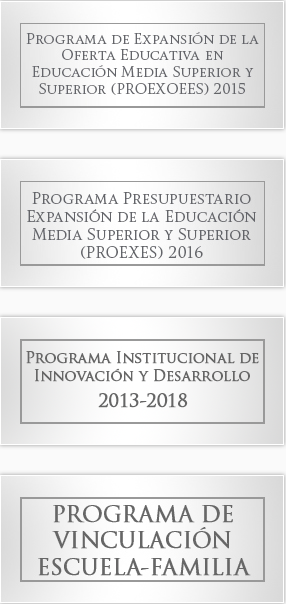 Programa de Expansión de la
Oferta Educativa en
Educación Media Superior y
Superior (PROEXOEES) 2015
Programa Presupuestario
Expansión de la Educación
Media Superior y Superior
(PROEXES) 2016
Programa Institucional de
Innovación y Desarrollo
2013-2018
PROGRAMA DE
VINCULACIÓN
ESCUELA-FAMILIA